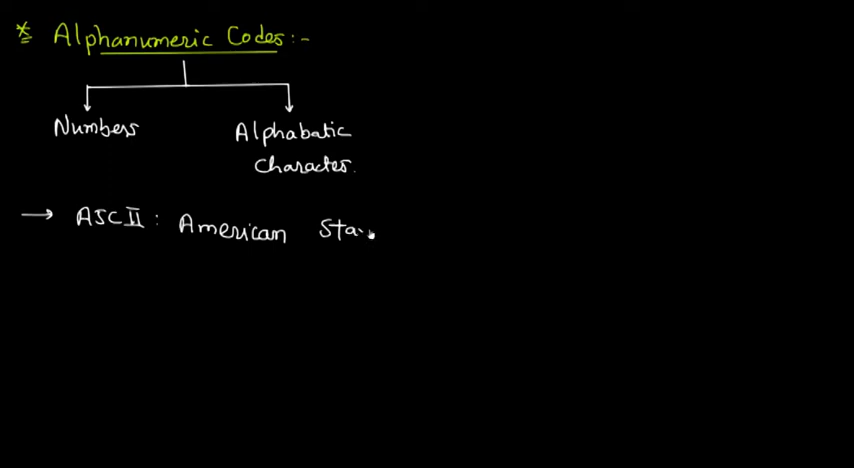 * Alphanumeric Codes:-
Numbers
Alphabatic
Character.
→ ASCII : American Sta